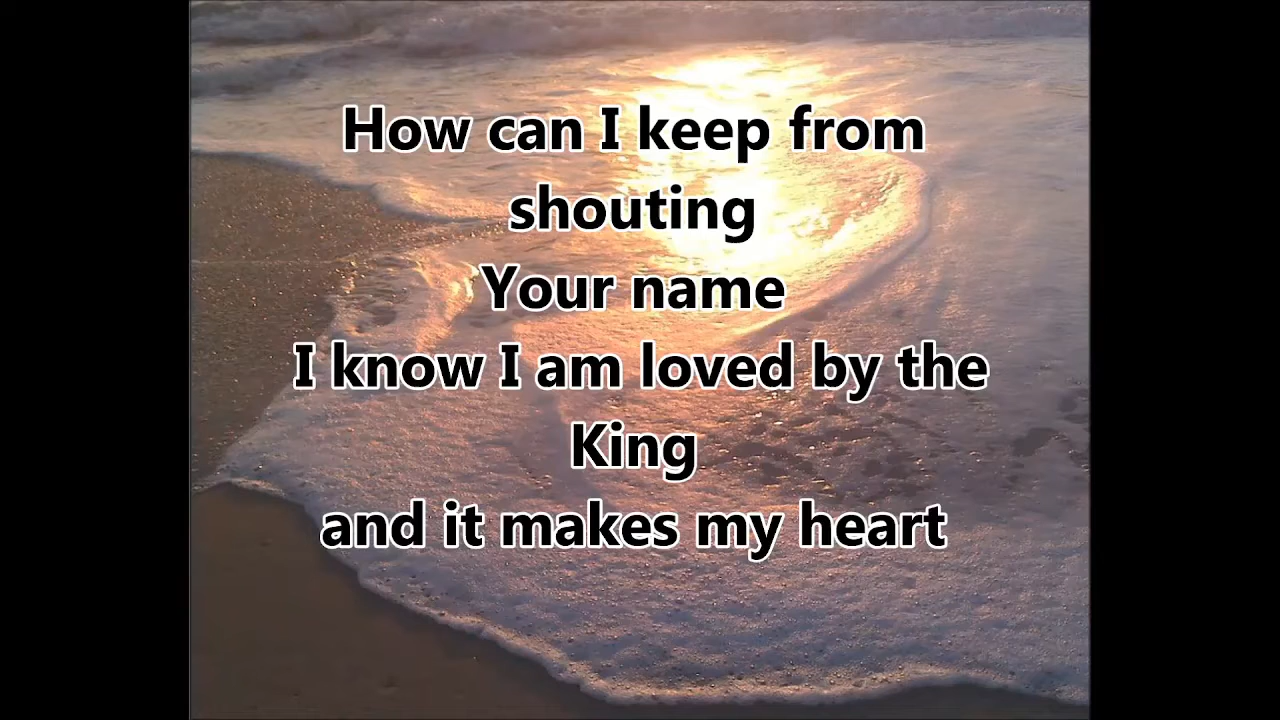 How can I keep from
shouting
Your name
I know I am loved by the
King
and it makes my heart